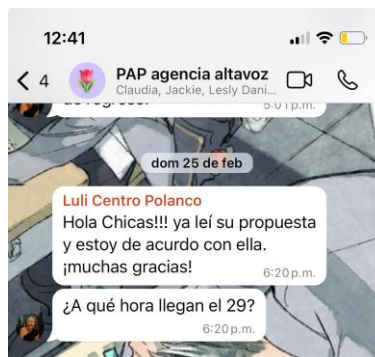 12:41
4
PAP agencia altavoz
Claudia, Jackie, Lesly Dani...
5:01 p.m.
dom 25 de feb
Luli Centro Polanco
Hola Chicas!!! ya leí su propuesta
y estoy de acurdo con ella.
¡muchas gracias!
6:20 p.m.
¿A qué hora llegan el 29?
6:20 p.m.